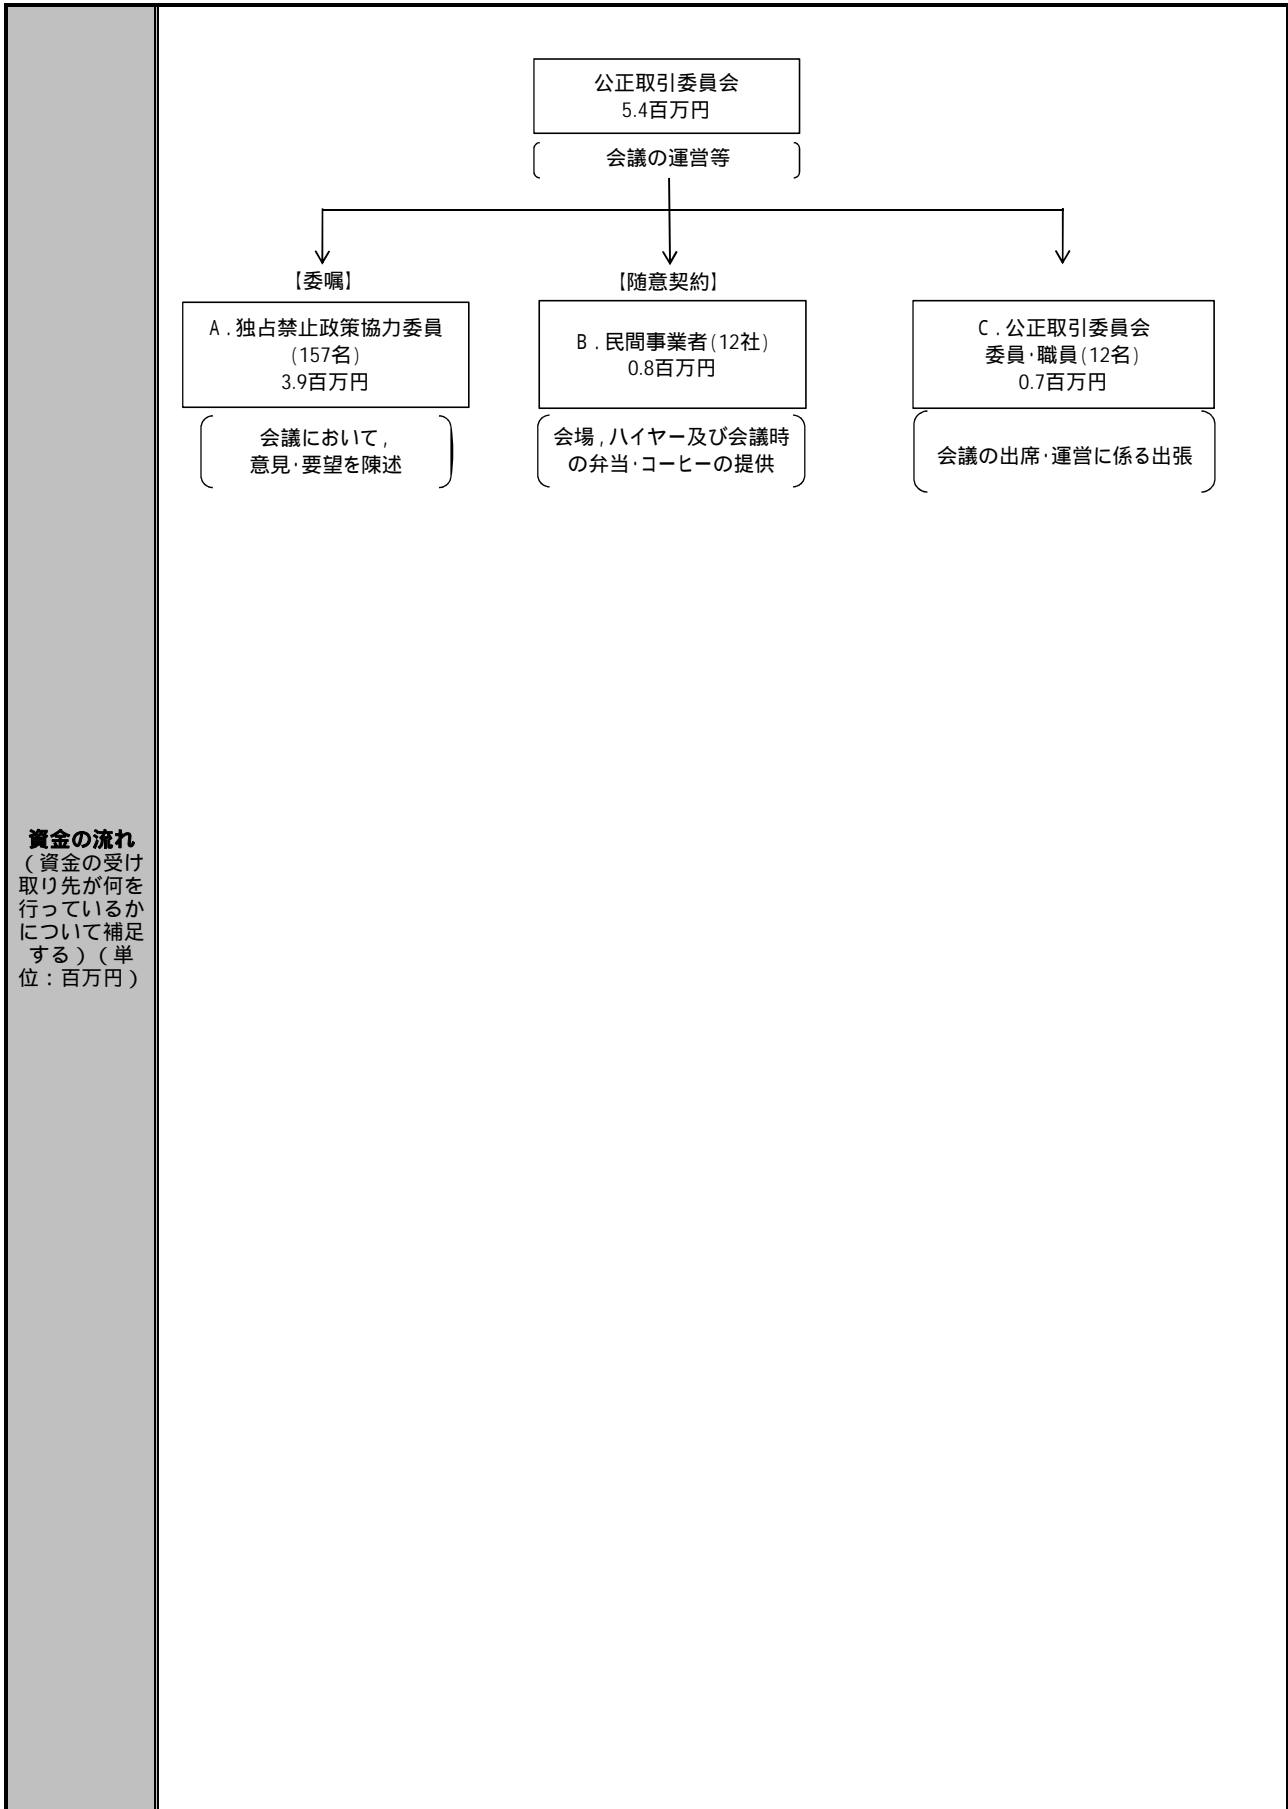 公正取引委員会
5.4百万円
会議の運営等
【委嘱】
A．独占禁止政策協力委員
(157名)
3.9百万円
会議において，
意見・要望を陳述
【随意契約】
B．民間事業者(12社)
0.8百万円
会場，ハイヤー及び会議時
の弁当・コーヒーの提供
C．公正取引委員会
委員・職員(12名)
0.7百万円
会議の出席・運営に係る出張
資金の流れ
（資金の受け
取り先が何を
行っているか
について補足
する）（単
位：百万円）